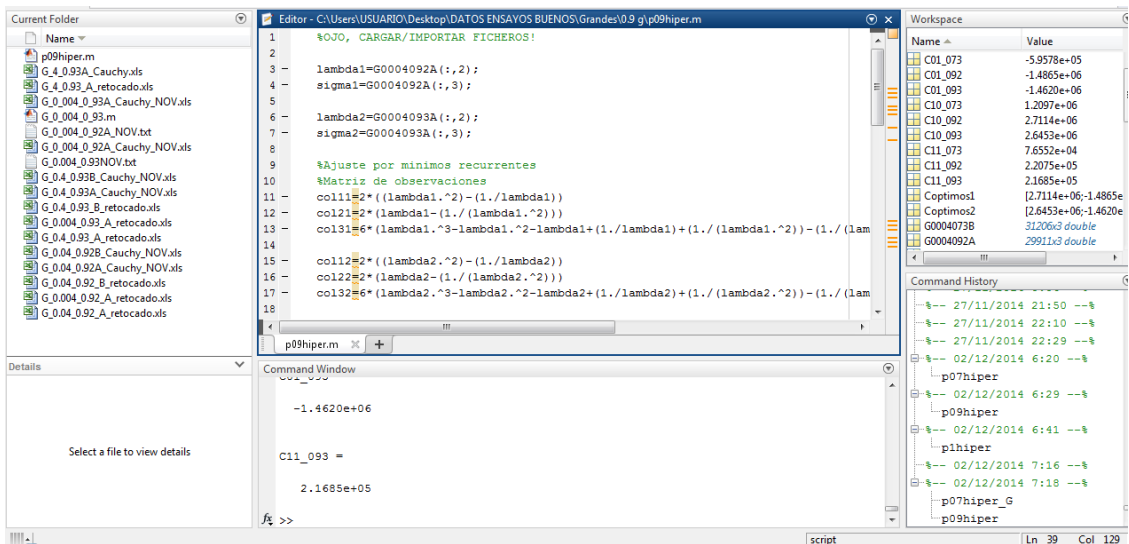 Current Folder
Name
p09hiper.m
G_4_0.93A_Cauchy.xls
G_4_0.93_A_retocado.xls
G_0_004_0_93A_Cauchy_NOV.xls
G_0_004_0_93.m
G_0_004_0_92A_NOV.txt
G_0_004_0_92A_Cauchy_NOV.xls
G_0.004_0.93NOV.txt
G_0.4_0.93B_Cauchy_NOV.xls
G_0.4_0.93A_Cauchy_NOV.xls
G_0.4_0.93_B_retocado.xls
G_0.004_0.93_A_retocado.xls
G_0.4_0.93_A_retocado.xls
G_0.04_0.92B_Cauchy_NOV.xls
G_0.04_0.92A_Cauchy_NOV.xls
G_0.04_0.92_B_retocado.xls
G_0.004_0.92_A_retocado.xls
G_0.04_0.92_A_retocado.xls
Details
Select a file to view details
Editor - C:\Users\USUARIO\Desktop\DATOS ENSAYOS BUENOS\Grandes\0.9 g\p09hiper.m
1 %OJO, CARGAR/IMPORTAR FICHEROS!
2
3 - lambda1=G0004092A(:,2);
4 - sigma1=G0004092A(:,3);
5
6 - lambda2=G0004093A(:,2);
7 - sigma2=G0004093A(:,3);
8
9 %Ajuste por minimos recurrentes
10 %Matriz de observaciones
11 - col11=2*((lambda1.^2)-(1./lambda1))
12 - col21=2*(lambda1-(1./(lambda1.^2)))
13 - col31=6*(lambda1.^3-lambda1.^2-lambda1+(1./lambda1)+(1./(lambda1.^2))-(1./(lam
14
15 - col12=2*((lambda2.^2)-(1./lambda2))
16 - col22=2*(lambda2-(1./(lambda2.^2)))
17 - col32=6*(lambda2.^3-lambda2.^2-lambda2+(1./lambda2)+(1./(lambda2.^2))-(1./(lam
18
p09hiper.m
Command Window
C01_093
-1.4620e+06
C11_093 =
2.1685e+05
fx >>
Workspace
Name Value
C01_073 -5.9578e+05
C01_092 -1.4865e+06
C01_093 -1.4620e+06
C10_073 1.2097e+06
C10_092 2.7114e+06
C10_093 2.6453e+06
C11_073 7.6552e+04
C11_092 2.2075e+05
C11_093 2.1685e+05
Coptimos1 [2.7114e+06;-1.4865e
Coptimos2 [2.6453e+06;-1.4620e
G0004073B 31206x3 double
G0004092A 29911x3 double
Command History
%-- 27/11/2014 21:50 --%
%-- 27/11/2014 22:10 --%
%-- 27/11/2014 22:29 --%
%-- 02/12/2014 6:20 --%
p07hiper
%-- 02/12/2014 6:29 --%
p09hiper
%-- 02/12/2014 6:41 --%
p1hiper
%-- 02/12/2014 7:16 --%
%-- 02/12/2014 7:18 --%
p07hiper_G
p09hiper
script Ln 39 Col 129